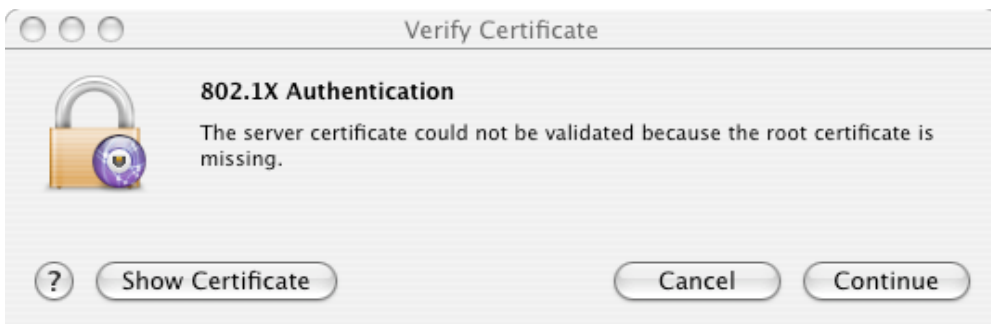 Verify Certificate
802.1X Authentication
The server certificate could not be validated because the root certificate is
missing.
?
Show Certificate
Cancel
Continue